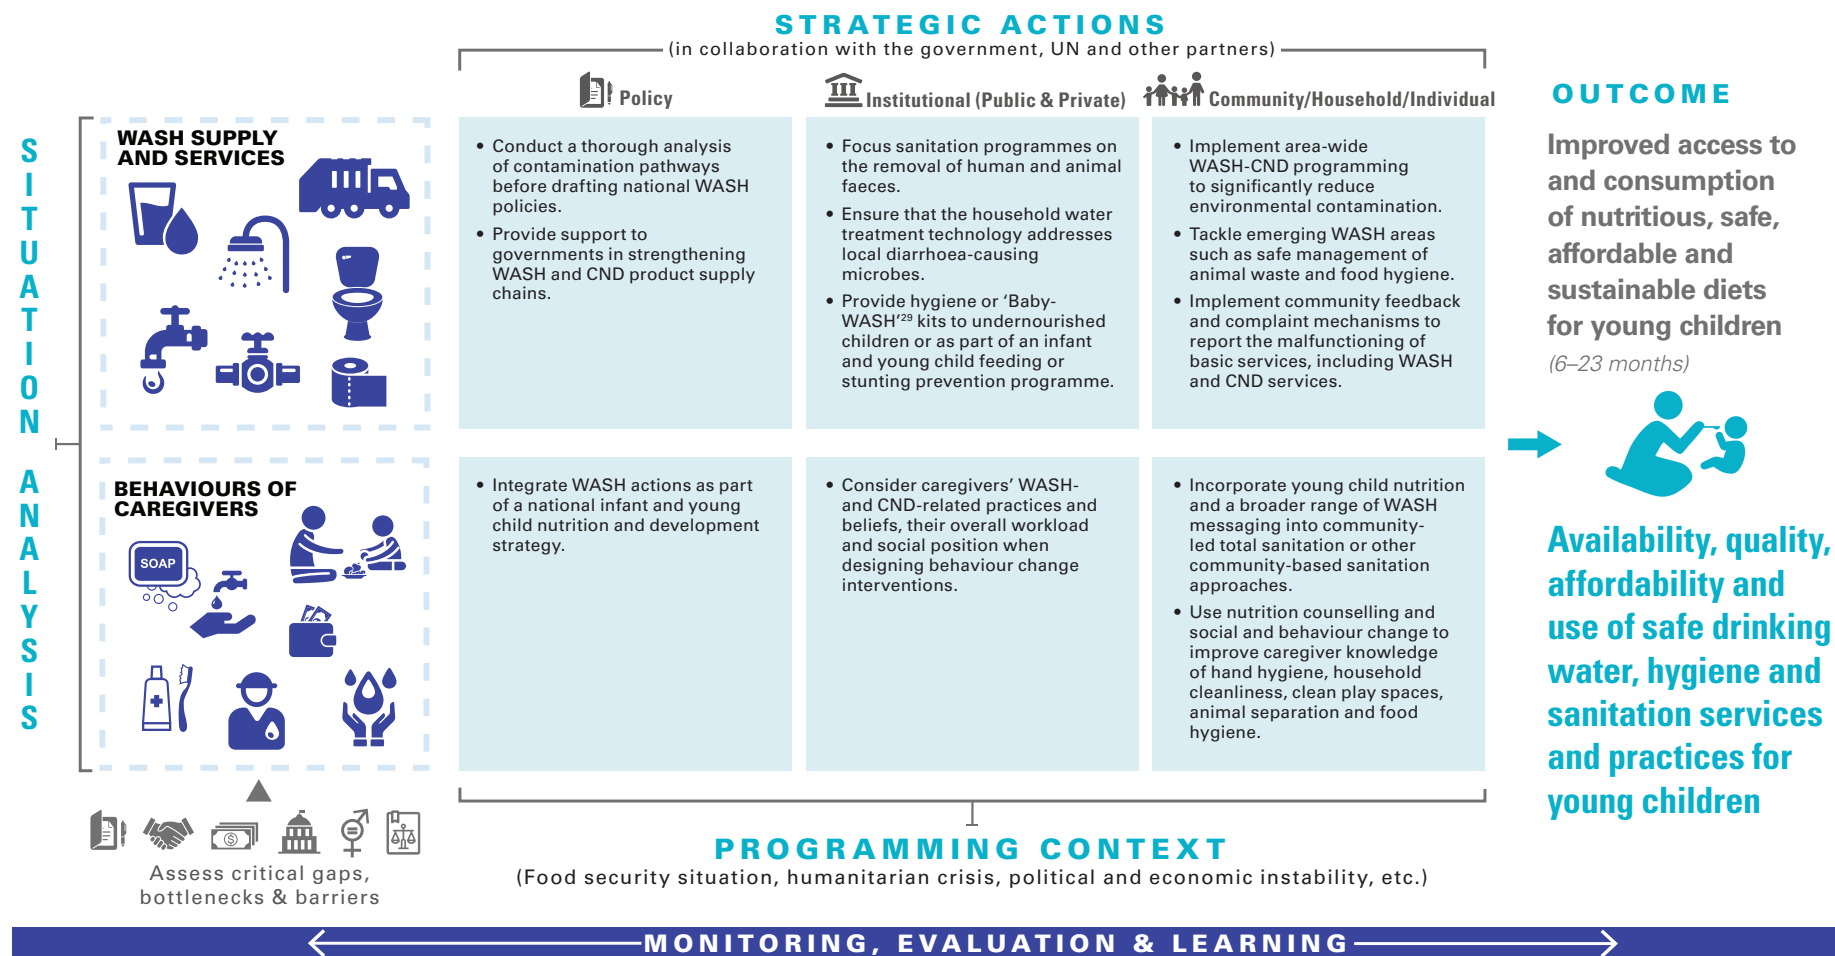 STRATEGIC ACTIONS
(in collaboration with the government, UN and other partners)
Policy
Institutional (Public & Private)
Community/Household/Individual
SITUATION ANALYSIS
WASH SUPPLY
AND SERVICES
• Conduct a thorough analysis
of contamination pathways
before drafting national WASH
policies.
• Provide support to
governments in strengthening
WASH and CND product supply
chains.
• Focus sanitation programmes on
the removal of human and animal
faeces.
• Ensure that the household water
treatment technology addresses
local diarrhoea-causing
microbes.
• Provide hygiene or ‘Baby-
WASH’²⁹ kits to undernourished
children or as part of an infant
and young child feeding or
stunting prevention programme.
• Implement area-wide
WASH-CND programming
to significantly reduce
environmental contamination.
• Tackle emerging WASH areas
such as safe management of
animal waste and food hygiene.
• Implement community feedback
and complaint mechanisms to
report the malfunctioning of
basic services, including WASH
and CND services.
BEHAVIOURS OF
CAREGIVERS
SOAP
• Integrate WASH actions as part
of a national infant and young
child nutrition and development
strategy.
• Consider caregivers’ WASH-
and CND-related practices and
beliefs, their overall workload
and social position when
designing behaviour change
interventions.
• Incorporate young child nutrition
and a broader range of WASH
messaging into community-
led total sanitation or other
community-based sanitation
approaches.
• Use nutrition counselling and
social and behaviour change to
improve caregiver knowledge
of hand hygiene, household
cleanliness, clean play spaces,
animal separation and food
hygiene.
Assess critical gaps,
bottlenecks & barriers
PROGRAMMING CONTEXT
(Food security situation, humanitarian crisis, political and economic instability, etc.)
OUTCOME
Improved access to
and consumption
of nutritious, safe,
affordable and
sustainable diets
for young children
(6–23 months)
Availability, quality,
affordability and
use of safe drinking
water, hygiene and
sanitation services
and practices for
young children
MONITORING, EVALUATION & LEARNING